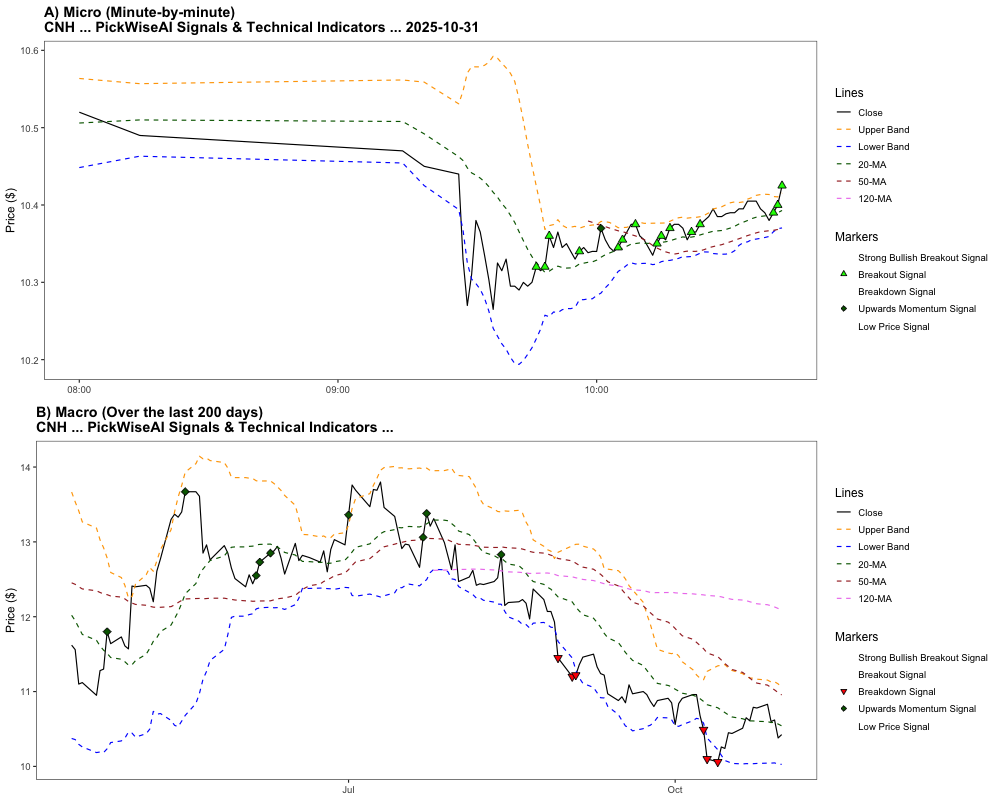 A) Micro (Minute-by-minute)
CNH ... PickWiseAI Signals & Technical Indicators ... 2025-10-31
Price ($)
10.6
10.5
10.4
10.3
10.2
08:00
09:00
10:00
Lines
Close
Upper Band
Lower Band
20-MA
50-MA
120-MA
Markers
Strong Bullish Breakout Signal
Breakout Signal
Breakdown Signal
Upwards Momentum Signal
Low Price Signal
B) Macro (Over the last 200 days)
CNH ... PickWiseAI Signals & Technical Indicators ...
Price ($)
14
13
12
11
10
Jul
Oct
Lines
Close
Upper Band
Lower Band
20-MA
50-MA
120-MA
Markers
Strong Bullish Breakout Signal
Breakout Signal
Breakdown Signal
Upwards Momentum Signal
Low Price Signal